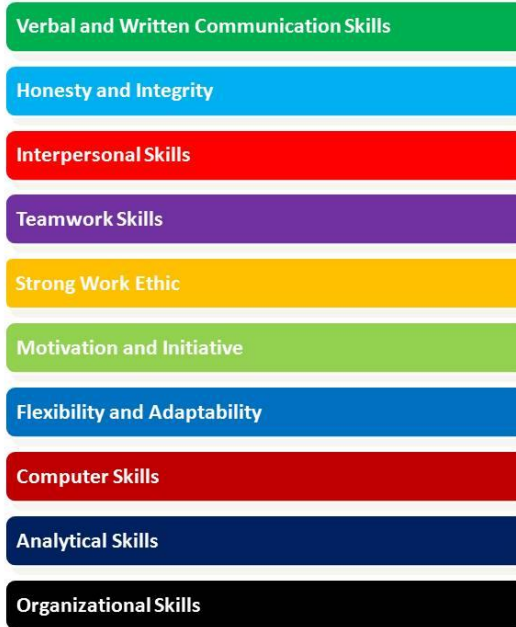 Verbal and Written Communication Skills
Honesty and Integrity
Interpersonal Skills
Teamwork Skills
Strong Work Ethic
Motivation and Initiative
Flexibility and Adaptability
Computer Skills
Analytical Skills
Organizational Skills